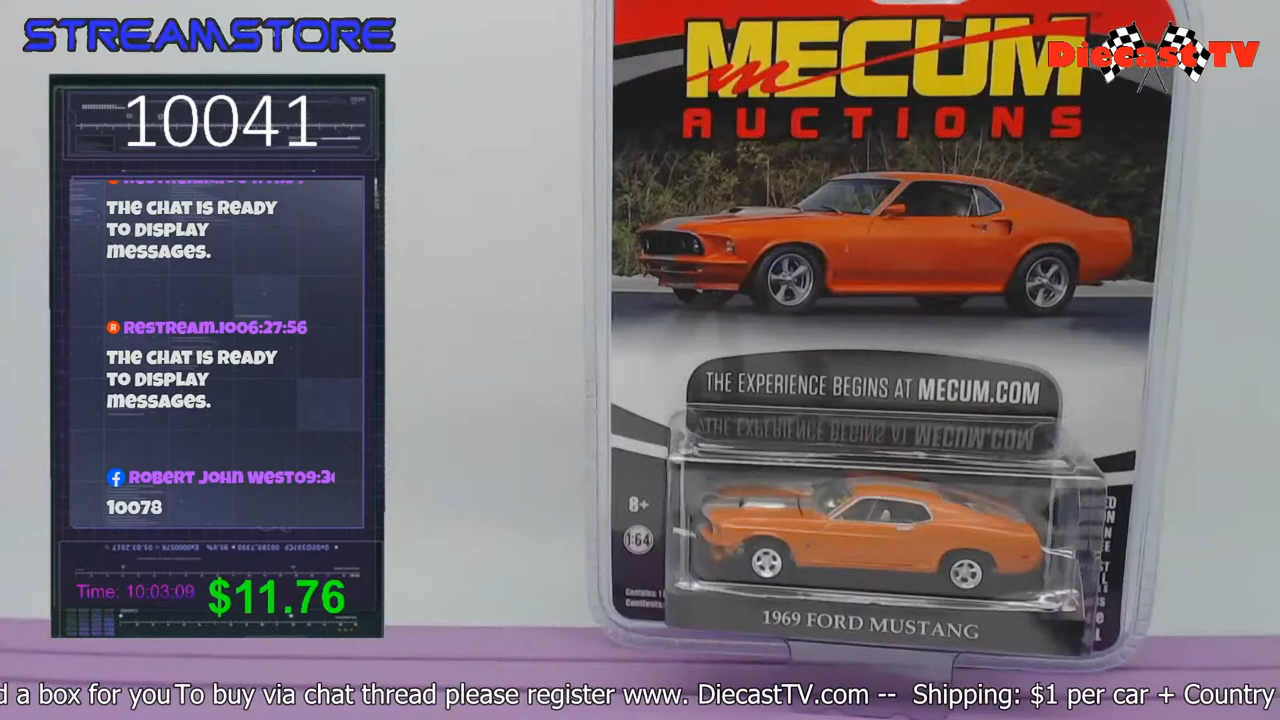 STREAMSTORE
10041
THE CHAT IS READY
TO DISPLAY
MESSAGES.
RESTREAM.IO06:27:56
THE CHAT IS READY
TO DISPLAY
MESSAGES.
ROBERT JOHN WEST09:3
10078
Time: 10:03:09
$11.76
MECUM
AUCTIONS
Diecast TV
THE EXPERIENCE BEGINS AT MECUM.COM
8+
1:64
1969 FORD MUSTANG
d a box for you To buy via chat thread please register www. DiecastTV.com -- Shipping: $1 per car + Country